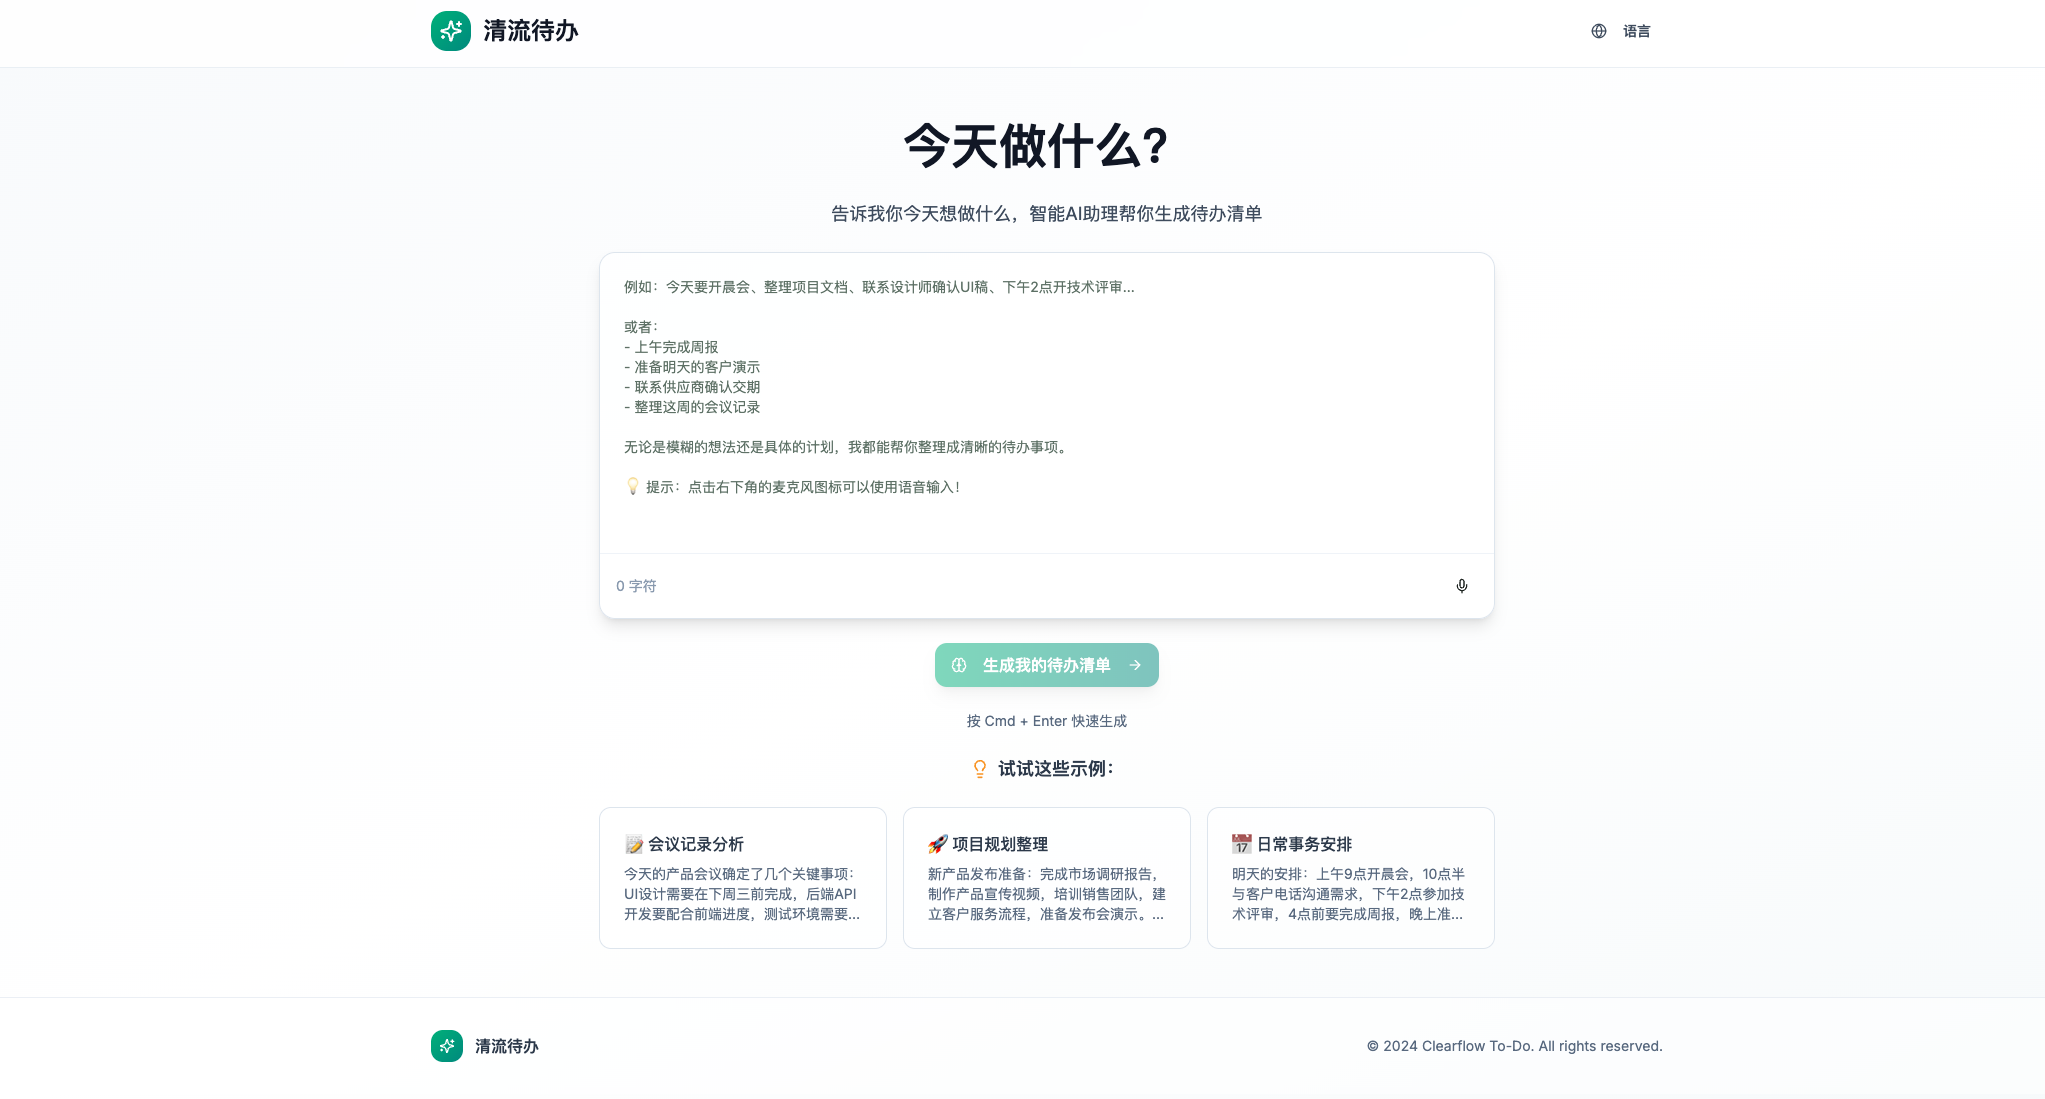 清流待办
语言
今天做什么?
告诉我你今天想做什么，智能AI助理帮你生成待办清单
例如：今天要开晨会、整理项目文档、联系设计师确认UI稿、下午2点开技术评审...
或者：
- 上午完成周报
- 准备明天的客户演示
- 联系供应商确认交期
- 整理这周的会议记录
无论是模糊的想法还是具体的计划，我都能帮你整理成清晰的待办事项。
💡 提示：点击右下角的麦克风图标可以使用语音输入！
0 字符
生成我的待办清单
按 Cmd + Enter 快速生成
试试这些示例：
📝 会议记录分析
今天的产品会议确定了几个关键事项：
UI设计需要在下周三前完成，后端API
开发要配合前端进度，测试环境需要...
🚀 项目规划整理
新产品发布准备：完成市场调研报告，
制作产品宣传视频，培训销售团队，建
立客户服务流程，准备发布会演示。...
📅 日常事务安排
明天的安排：上午9点开晨会，10点半
与客户电话沟通需求，下午2点参加技
术评审，4点前要完成周报，晚上准...
清流待办
© 2024 Clearflow To-Do. All rights reserved.